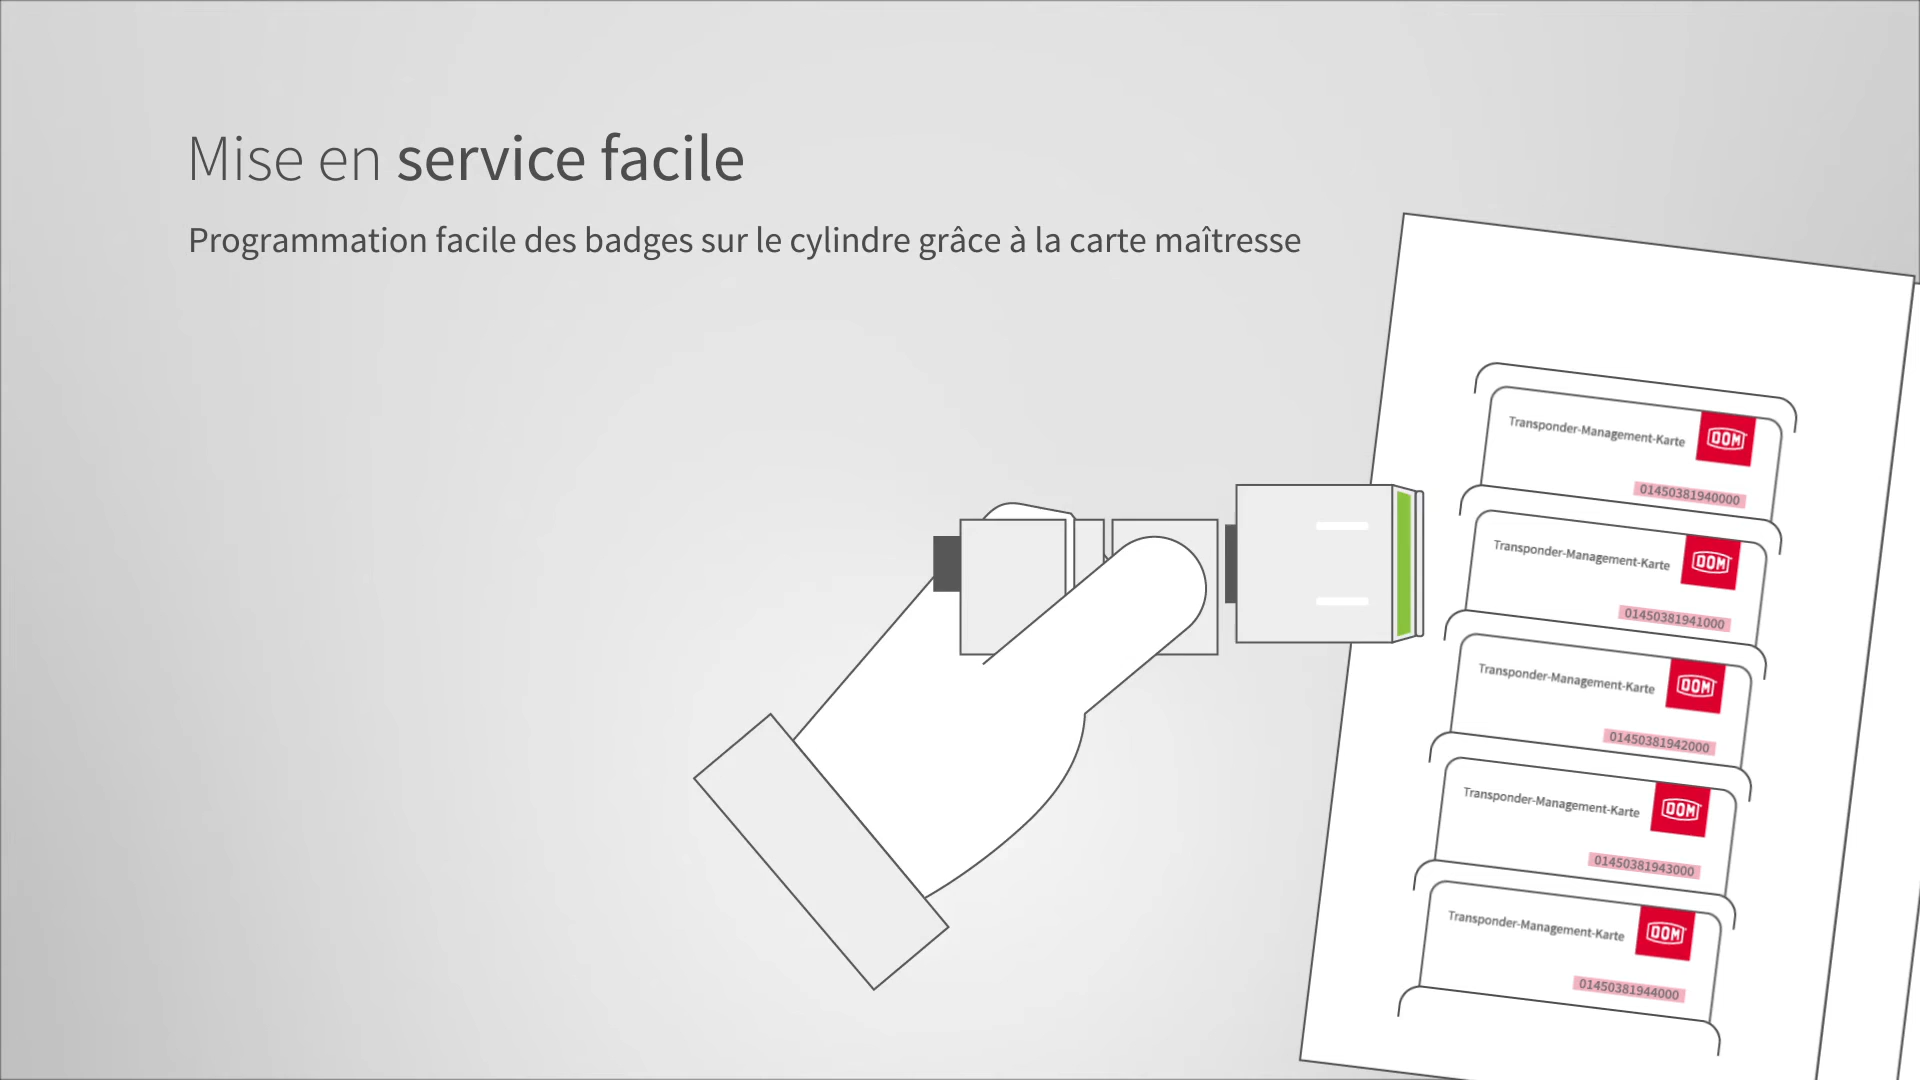 Mise en service facile
Programmation facile des badges sur le cylindre grâce à la carte maîtresse
Transponder-Management-Karte
DOM
01450381940000
Transponder-Management-Karte
DOM
01450381941000
Transponder-Management-Karte
DOM
01450381942000
Transponder-Management-Karte
DOM
01450381943000
Transponder-Management-Karte
DOM
01450381944000